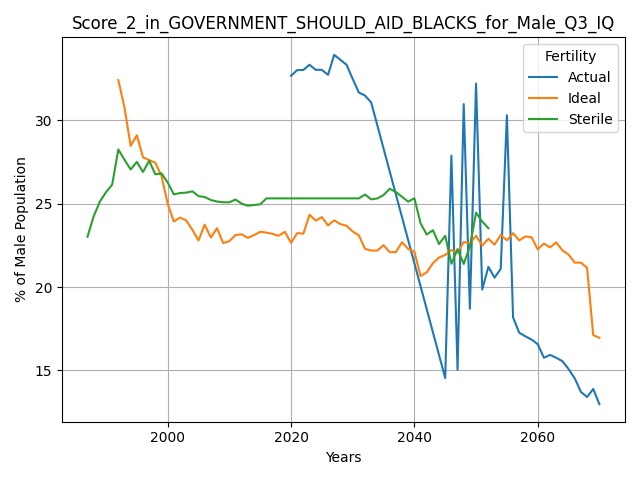 Score_2_in_GOVERNMENT_SHOULD_AID_BLACKS_for_Male_Q3_IQ
Fertility
Actual
Ideal
Sterile
% of Male Population
30
25
20
15
2000
2020
2040
2060
Years